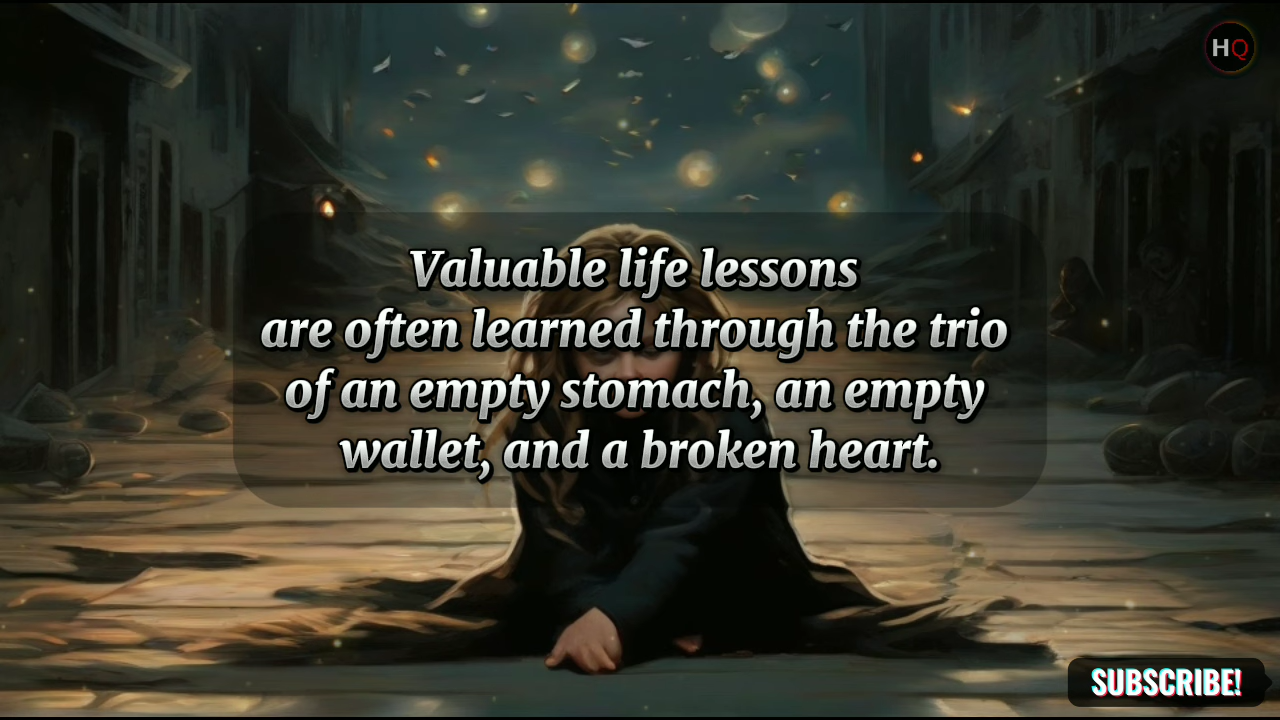 HQ
Valuable life lessons
are often learned through the trio
of an empty stomach, an empty
wallet, and a broken heart.
SUBSCRIBE!